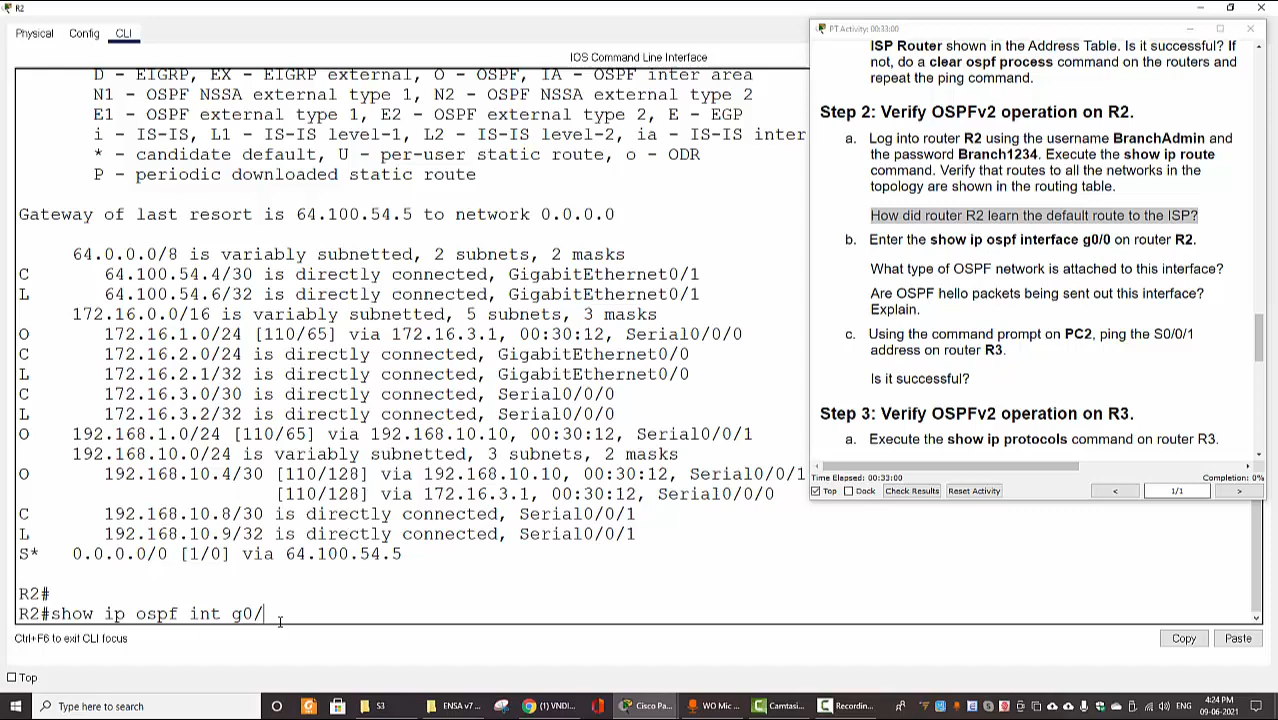 R2
Physical Config CLI
IOS Command Line Interface
D - EIGRP, EX - EIGRP external, O - OSPF, IA - OSPF inter area
N1 - OSPF NSSA external type 1, N2 - OSPF NSSA external type 2
E1 - OSPF external type 1, E2 - OSPF external type 2, E - EGP
i - IS-IS, L1 - IS-IS level-1, L2 - IS-IS level-2, ia - IS-IS inter
* - candidate default, U - per-user static route, o - ODR
P - periodic downloaded static route
Gateway of last resort is 64.100.54.5 to network 0.0.0.0
64.0.0.0/8 is variably subnetted, 2 subnets, 2 masks
C 64.100.54.4/30 is directly connected, GigabitEthernet0/1
L 64.100.54.6/32 is directly connected, GigabitEthernet0/1
172.16.0.0/16 is variably subnetted, 5 subnets, 3 masks
O 172.16.1.0/24 [110/65] via 172.16.3.1, 00:30:12, Serial0/0/0
C 172.16.2.0/24 is directly connected, GigabitEthernet0/0
L 172.16.2.1/32 is directly connected, GigabitEthernet0/0
C 172.16.3.0/30 is directly connected, Serial0/0/0
L 172.16.3.2/32 is directly connected, Serial0/0/0
O 192.168.1.0/24 [110/65] via 192.168.10.10, 00:30:12, Serial0/0/1
192.168.10.0/24 is variably subnetted, 3 subnets, 2 masks
O 192.168.10.4/30 [110/128] via 192.168.10.10, 00:30:12, Serial0/0/1
[110/128] via 172.16.3.1, 00:30:12, Serial0/0/0
C 192.168.10.8/30 is directly connected, Serial0/0/1
L 192.168.10.9/32 is directly connected, Serial0/0/1
S* 0.0.0.0/0 [1/0] via 64.100.54.5
R2#
R2#show ip ospf int g0/
Ctrl+F6 to exit CLI focus
Copy Paste
Top
PT Activity: 00:33:00
ISP Router shown in the Address Table. Is it successful? If
not, do a clear ospf process command on the routers and
repeat the ping command.
Step 2: Verify OSPFv2 operation on R2.
a. Log into router R2 using the username BranchAdmin and
the password Branch1234. Execute the show ip route
command. Verify that routes to all the networks in the
topology are shown in the routing table.
How did router R2 learn the default route to the ISP?
b. Enter the show ip ospf interface g0/0 on router R2.
What type of OSPF network is attached to this interface?
Are OSPF hello packets being sent out this interface?
Explain.
c. Using the command prompt on PC2, ping the S0/0/1
address on router R3.
Is it successful?
Step 3: Verify OSPFv2 operation on R3.
a. Execute the show ip protocols command on router R3.
Time Elapsed: 00:33:00 Completion: 0%
Top Dock Check Results Reset Activity < 1/1 >
Type here to search
S3
ENSA v7 ...
(1) VNDI...
Cisco Pa...
WO Mic ...
Camtasi...
Recordin...
ENG
4:24 PM
09-06-2021